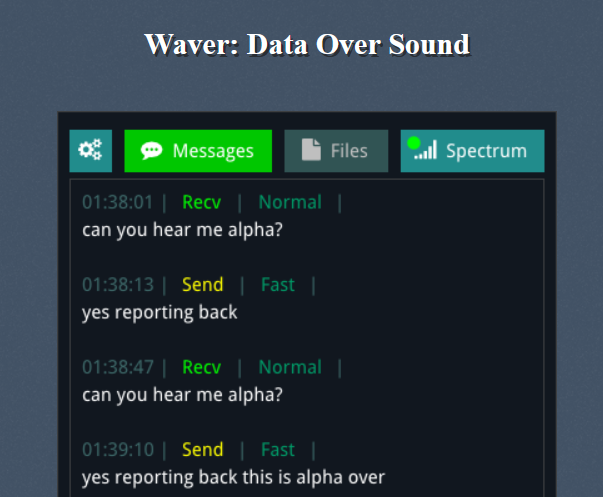 Waver: Data Over Sound
Messages Files Spectrum
01:38:01 | Recv | Normal |
can you hear me alpha?
01:38:13 | Send | Fast |
yes reporting back
01:38:47 | Recv | Normal |
can you hear me alpha?
01:39:10 | Send | Fast |
yes reporting back this is alpha over